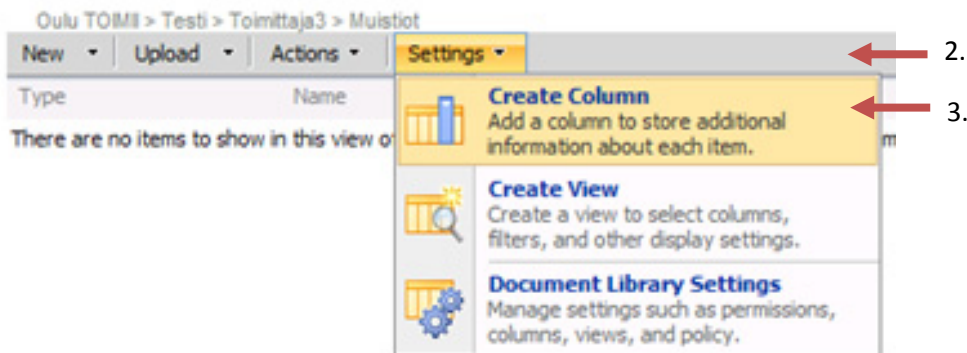 Oulu TOIMII > Testi > Toimittaja3 > Muistiot
New Upload Actions Settings
2.
Type Name
Create Column
3.
Add a column to store additional
information about each item.
There are no items to show in this view o
m
Create View
Create a view to select columns,
filters, and other display settings.
Document Library Settings
Manage settings such as permissions,
columns, views, and policy.